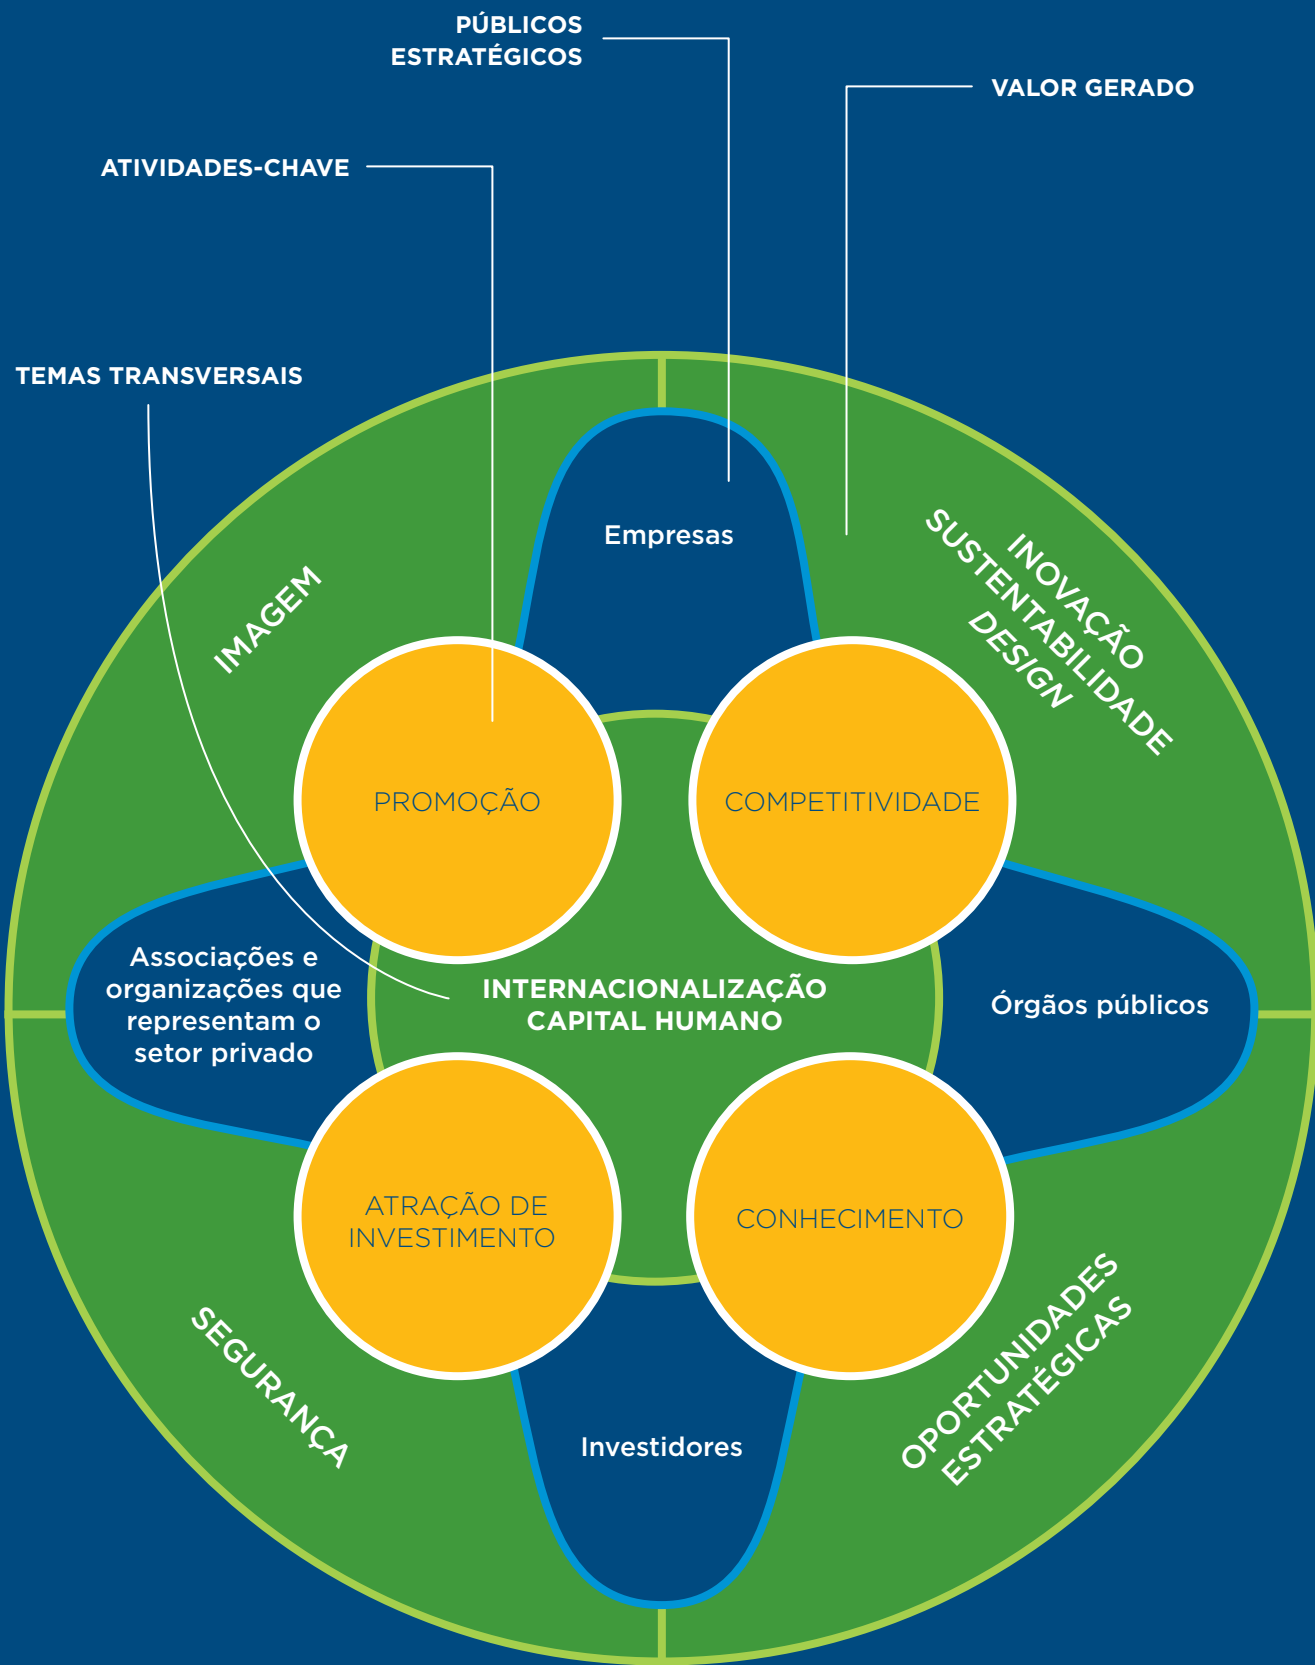 PÚBLICOS
ESTRATÉGICOS
VALOR GERADO
ATIVIDADES-CHAVE
TEMAS TRANSVERSAIS
Empresas
IMAGEM
INOVAÇÃO
SUSTENTABILIDADE
DESIGN
PROMOÇÃO
COMPETITIVIDADE
Associações e
organizações que
representam o
setor privado
INTERNACIONALIZAÇÃO
CAPITAL HUMANO
Órgãos públicos
ATRAÇÃO DE
INVESTIMENTO
CONHECIMENTO
SEGURANÇA
Investidores
OPORTUNIDADES
ESTRATÉGICAS